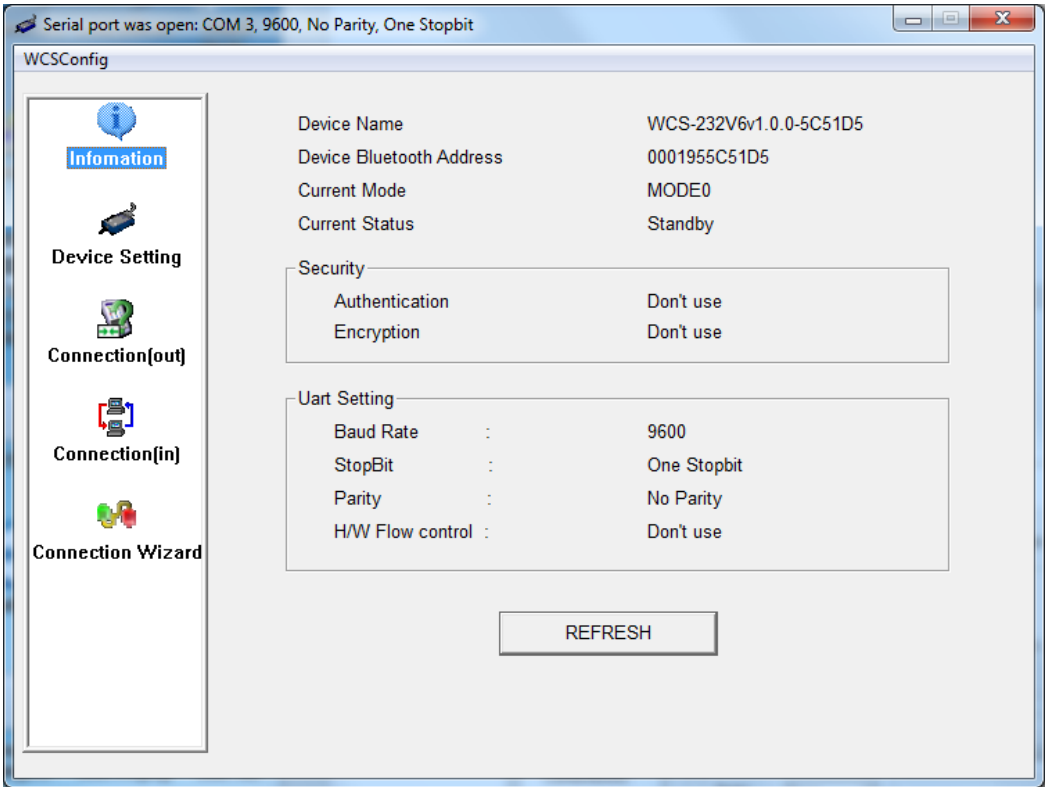 Serial port was open: COM 3, 9600, No Parity, One Stopbit
WCSConfig
Infomation
Device Setting
Connection(out)
Connection(in)
Connection Wizard
Device Name WCS-232V6v1.0.0-5C51D5
Device Bluetooth Address 0001955C51D5
Current Mode MODE0
Current Status Standby
Security
Authentication Don't use
Encryption Don't use
Uart Setting
Baud Rate : 9600
StopBit : One Stopbit
Parity : No Parity
H/W Flow control : Don't use
REFRESH